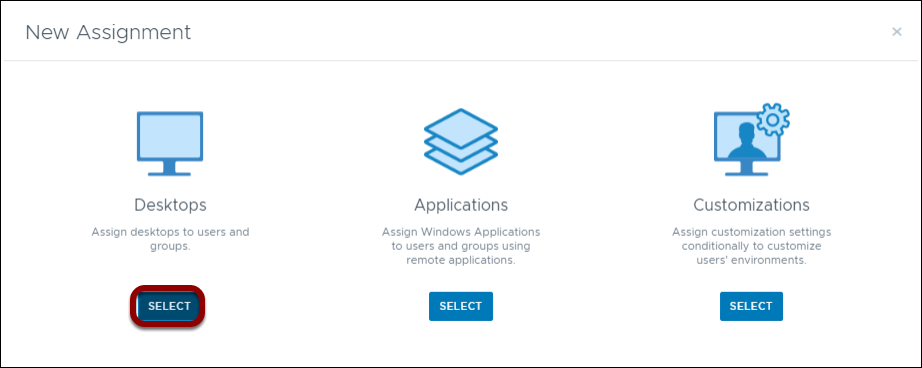 New Assignment
×
Desktops
Assign desktops to users and
groups.
SELECT
Applications
Assign Windows Applications
to users and groups using
remote applications.
SELECT
Customizations
Assign customization settings
conditionally to customize
users' environments.
SELECT